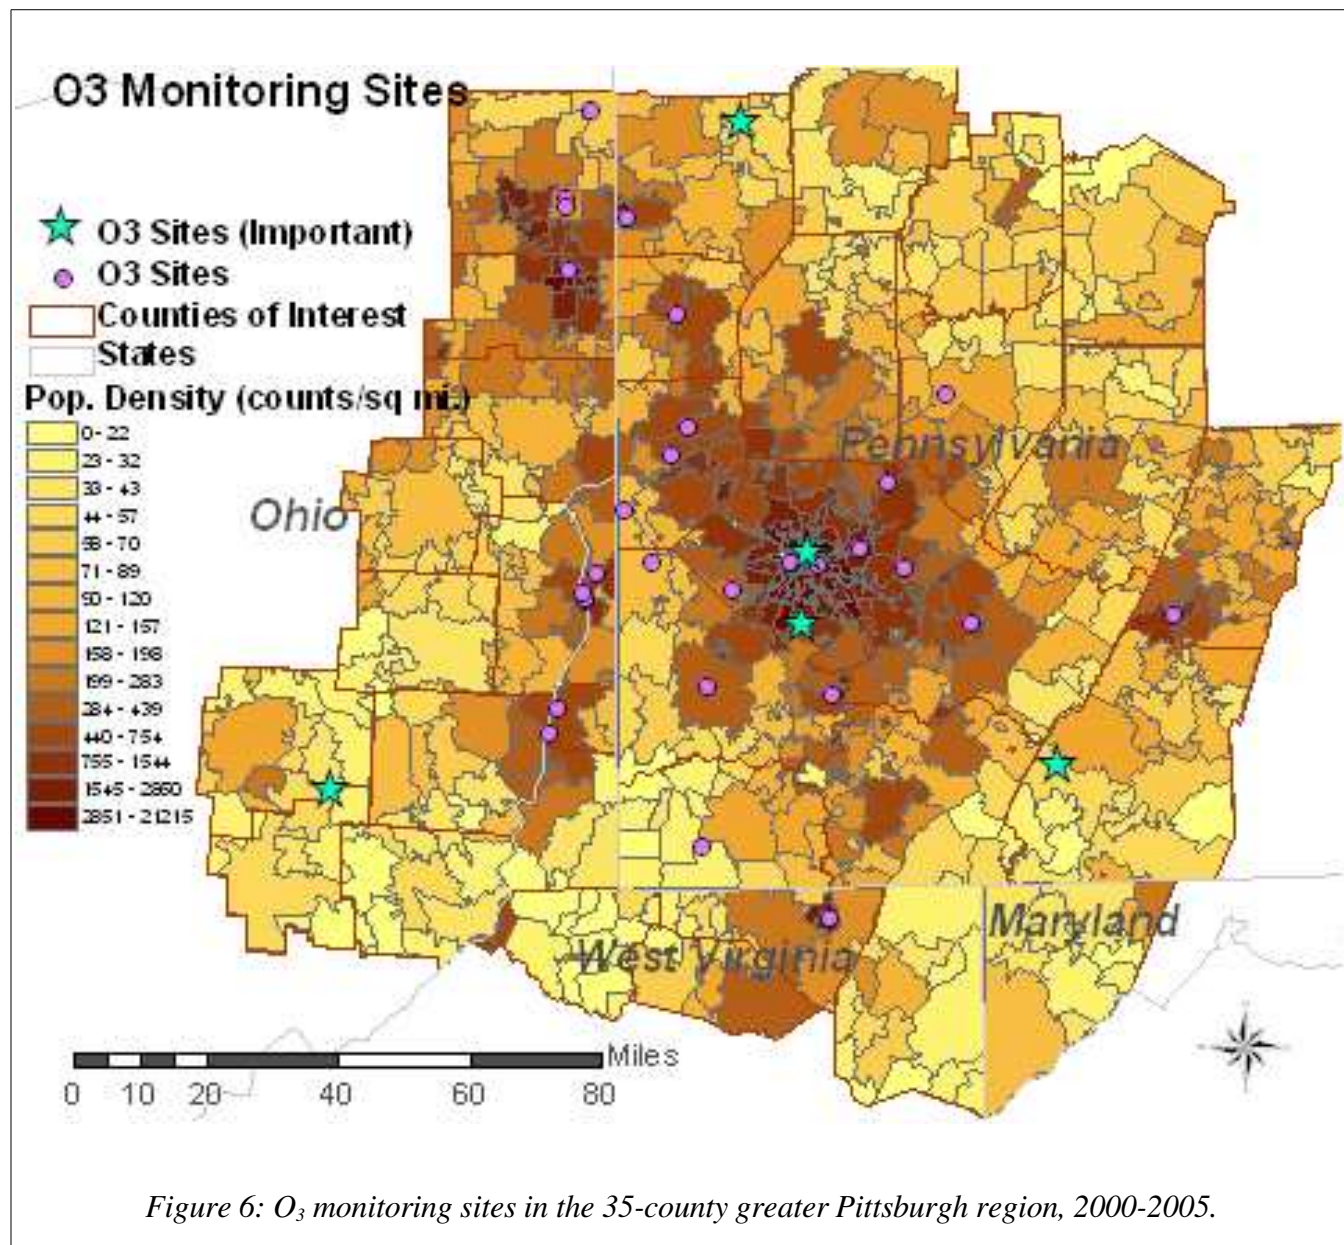 O3 Monitoring Sites
O3 Sites (Important)
O3 Sites
Counties of Interest
States
Pop. Density (counts/sq mi.)
0 - 22
23 - 32
33 - 43
44 - 57
58 - 70
71 - 89
90 - 120
121 - 157
158 - 198
199 - 283
284 - 439
440 - 754
755 - 1544
1545 - 2850
2851 - 21215
Pennsylvania
Ohio
Maryland
West Virginia
Miles
0 10 20 40 60 80
Figure 6: O₃ monitoring sites in the 35-county greater Pittsburgh region, 2000-2005.